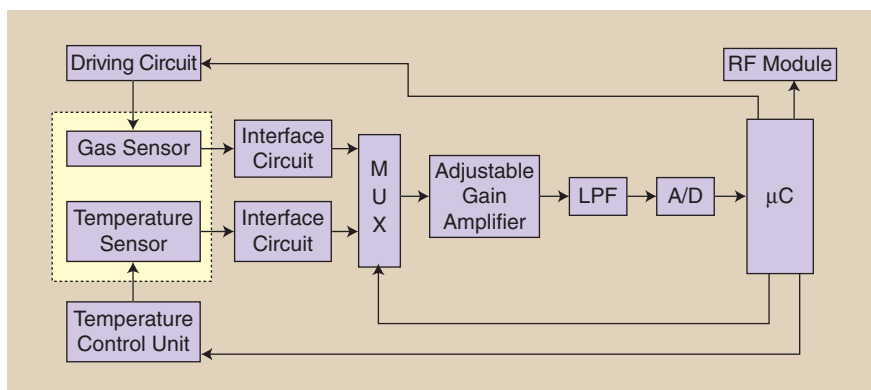 Driving Circuit
RF Module
Gas Sensor
Interface
Circuit
M
U
X
Adjustable
Gain
Amplifier
LPF
A/D
μC
Temperature
Sensor
Interface
Circuit
Temperature
Control Unit